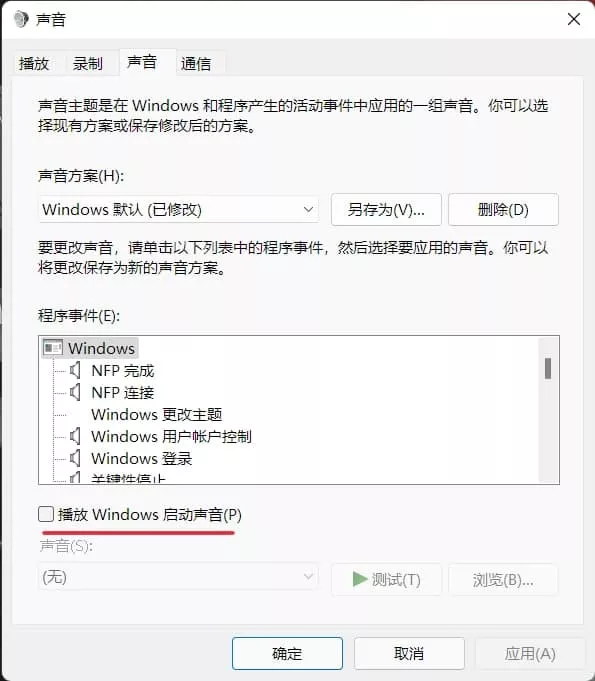 声音
播放 录制 声音 通信
声音主题是在 Windows 和程序产生的活动事件中应用的一组声音。你可以选
择现有方案或保存修改后的方案。
声音方案(H):
Windows 默认 (已修改) 另存为(V)... 删除(D)
要更改声音，请单击以下列表中的程序事件，然后选择要应用的声音。你可以
将更改保存为新的声音方案。
程序事件(E):
Windows
NFP 完成
NFP 连接
Windows 更改主题
Windows 用户帐户控制
Windows 登录
关键性停止
播放 Windows 启动声音(P)
声音(S):
(无) 测试(T) 浏览(B)...
确定 取消 应用(A)